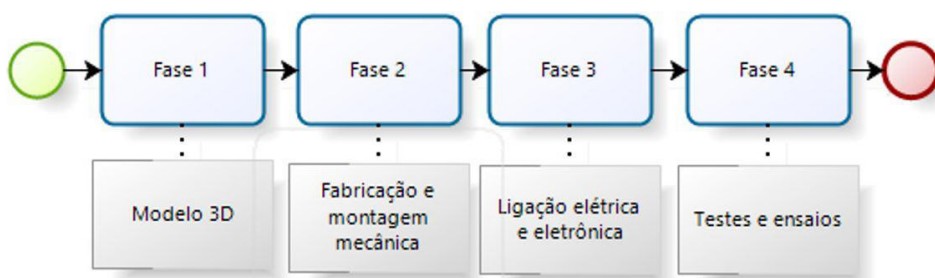 Fase 1
Fase 2
Fase 3
Fase 4
Modelo 3D
Fabricação e
montagem
mecânica
Ligação elétrica
e eletrônica
Testes e ensaios